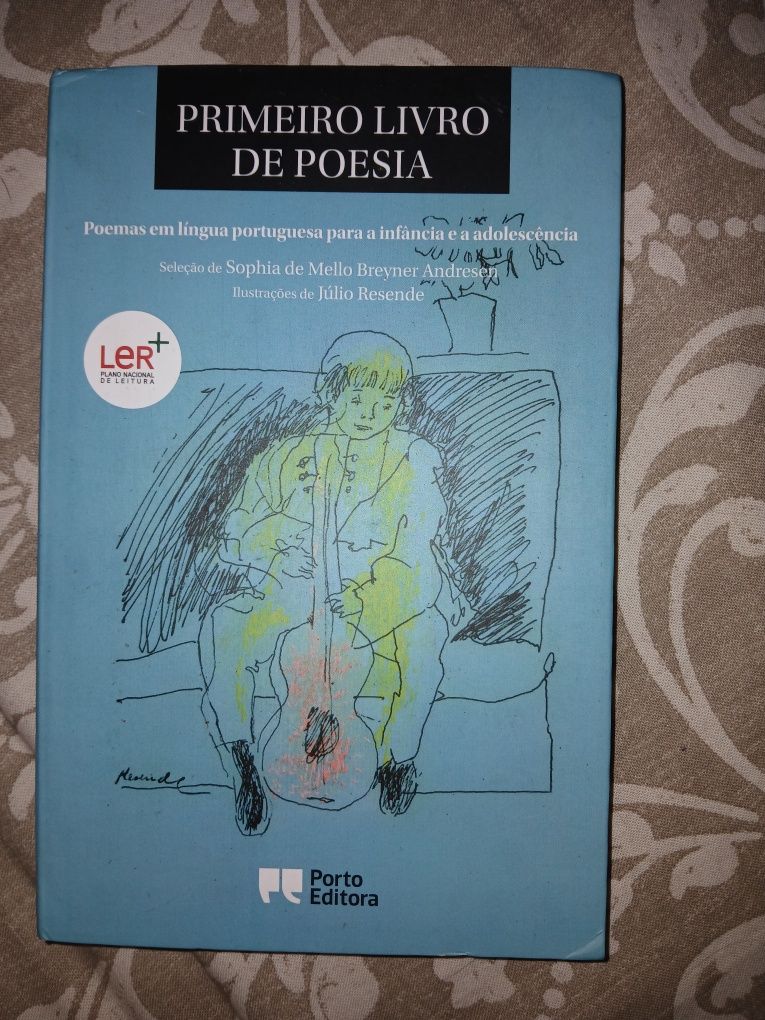 PRIMEIRO LIVRO
DE POESIA
Poemas em língua portuguesa para a infância e a adolescência
Seleção de Sophia de Mello Breyner Andresen
Ilustrações de Júlio Resende
LeR+
PLANO NACIONAL
DE LEITURA
Resende
Porto
Editora